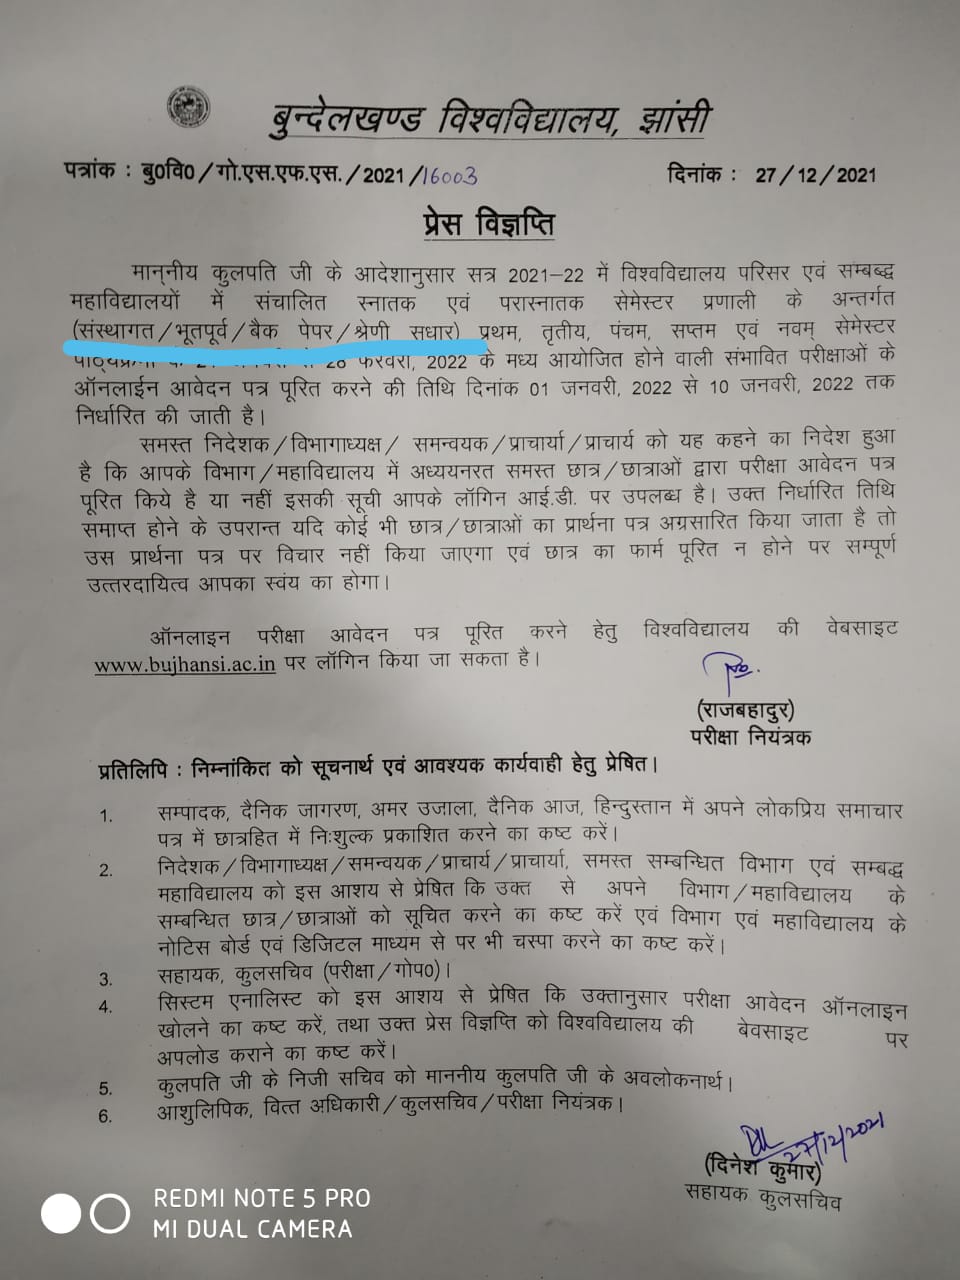 बुन्देलखण्ड विश्वविद्यालय, झांसी
पत्रांक : बु0वि0/गो.एस.एफ.एस./2021/16003 दिनांक : 27/12/2021
प्रेस विज्ञप्ति
माननीय कुलपति जी के आदेशानुसार सत्र 2021-22 में विश्वविद्यालय परिसर एवं सम्बद्ध
महाविद्यालयों में संचालित स्नातक एवं परास्नातक सेमेस्टर प्रणाली के अन्तर्गत
(संस्थागत/भूतपूर्व/बैक पेपर/श्रेणी सधार) प्रथम, तृतीय, पंचम, सप्तम एवं नवम् सेमेस्टर
28 फरवरी, 2022 के मध्य आयोजित होने वाली संभावित परीक्षाओं के
ऑनलाईन आवेदन पत्र पूरित करने की तिथि दिनांक 01 जनवरी, 2022 से 10 जनवरी, 2022 तक
निर्धारित की जाती है।
समस्त निदेशक/विभागाध्यक्ष/ समन्वयक/प्राचार्या/प्राचार्य को यह कहने का निदेश हुआ
है कि आपके विभाग/महाविद्यालय में अध्ययनरत समस्त छात्र/छात्राओं द्वारा परीक्षा आवेदन पत्र
पूरित किये है या नहीं इसकी सूची आपके लॉगिन आई.डी. पर उपलब्ध है। उक्त निर्धारित तिथि
समाप्त होने के उपरान्त यदि कोई भी छात्र/छात्राओं का प्रार्थना पत्र अग्रसारित किया जाता है तो
उस प्रार्थना पत्र पर विचार नहीं किया जाएगा एवं छात्र का फार्म पूरित न होने पर सम्पूर्ण
उत्तरदायित्व आपका स्वंय का होगा।
ऑनलाइन परीक्षा आवेदन पत्र पूरित करने हेतु विश्वविद्यालय की वेबसाइट
www.bujhansi.ac.in पर लॉगिन किया जा सकता है।
(राजबहादुर)
परीक्षा नियंत्रक
प्रतिलिपि : निम्नांकित को सूचनार्थ एवं आवश्यक कार्यवाही हेतु प्रेषित।
1. सम्पादक, दैनिक जागरण, अमर उजाला, दैनिक आज, हिन्दुस्तान में अपने लोकप्रिय समाचार
पत्र में छात्रहित में निःशुल्क प्रकाशित करने का कष्ट करें।
2. निदेशक/विभागाध्यक्ष/समन्वयक/प्राचार्य/प्राचार्या, समस्त सम्बन्धित विभाग एवं सम्बद्ध
महाविद्यालय को इस आशय से प्रेषित कि उक्त से अपने विभाग/महाविद्यालय के
सम्बन्धित छात्र/छात्राओं को सूचित करने का कष्ट करें एवं विभाग एवं महाविद्यालय के
नोटिस बोर्ड एवं डिजिटल माध्यम से पर भी चस्पा करने का कष्ट करें।
3. सहायक, कुलसचिव (परीक्षा/गोप0)।
4. सिस्टम एनालिस्ट को इस आशय से प्रेषित कि उक्तानुसार परीक्षा आवेदन ऑनलाइन
खोलने का कष्ट करें, तथा उक्त प्रेस विज्ञप्ति को विश्वविद्यालय की बेवसाइट पर
अपलोड कराने का कष्ट करें।
5. कुलपति जी के निजी सचिव को माननीय कुलपति जी के अवलोकनार्थ।
6. आशुलिपिक, वित्त अधिकारी/कुलसचिव/परीक्षा नियंत्रक।
27/12/2021
(दिनेश कुमार)
सहायक कुलसचिव
REDMI NOTE 5 PRO
MI DUAL CAMERA